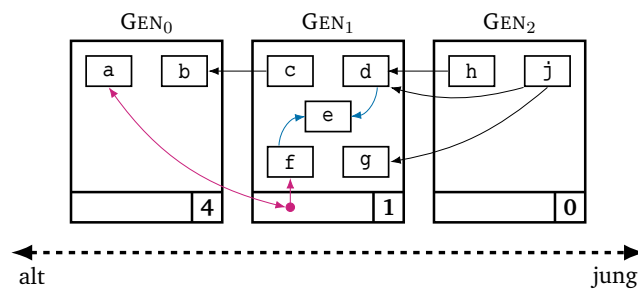 GEN₀ GEN₁ GEN₂
a b c d h j
e
f g
4 1 0
alt jung